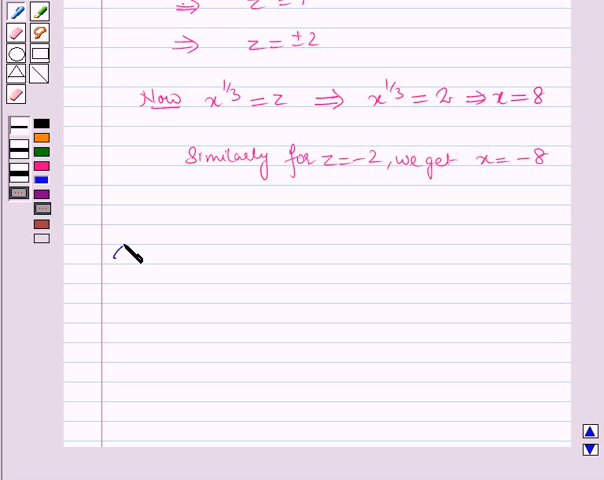 ⇒ z = ±2
Now x^1/3 = z ⇒ x^1/3 = 2 ⇒ x = 8
Similarly for z = -2, we get x = -8